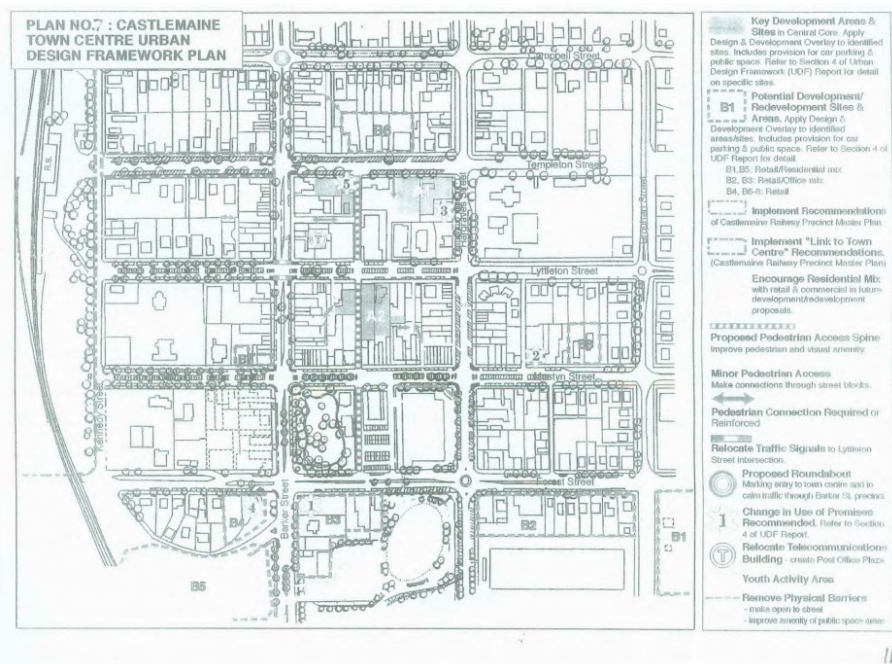 PLAN NO.7 : CASTLEMAINE
TOWN CENTRE URBAN
DESIGN FRAMEWORK PLAN
Campbell Street
B6
Templeton Street
R.S.
5
3
T
Lyttleton Street
A2
2
Mostyn Street
Kennedy Street
Forest Street
Barker Street
4
B4
1
B3
B2
B1
B5
Key Development Areas &
Sites in Central Core. Apply
Design & Development Overlay to identified
sites. Includes provision for car parking &
public space. Refer to Section 4 of Urban
Design Framework (UDF) Report for detail
on specific sites.
B1
Potential Development/
Redevelopment Sites &
Areas. Apply Design &
Development Overlay to identified
areas/sites. Includes provision for car
parking & public space. Refer to Section 4 of
UDF Report for detail.
B1,B5: Retail/Residential mix
B2, B3: Retail/Office mix
B4, B6-8: Retail
Implement Recommendations
of Castlemaine Railway Precinct Master Plan.
Implement "Link to Town
Centre" Recommendations.
(Castlemaine Railway Precinct Master Plan)
Encourage Residential Mix
with retail & commercial in future
development/redevelopment
proposals.
Proposed Pedestrian Access Spine
Improve pedestrian and visual amenity.
Minor Pedestrian Access
Make connections through street blocks.
Pedestrian Connection Required or
Reinforced
Relocate Traffic Signals to Lyttleton
Street intersection.
Proposed Roundabout
Marking entry to town centre and to
calm traffic through Barker St. precinct.
1
Change in Use of Premises
Recommended. Refer to Section
4 of UDF Report.
T
Relocate Telecommunications
Building - create Post Office Plaza
Youth Activity Area
Remove Physical Barriers
- make open to street
- improve amenity of public space areas